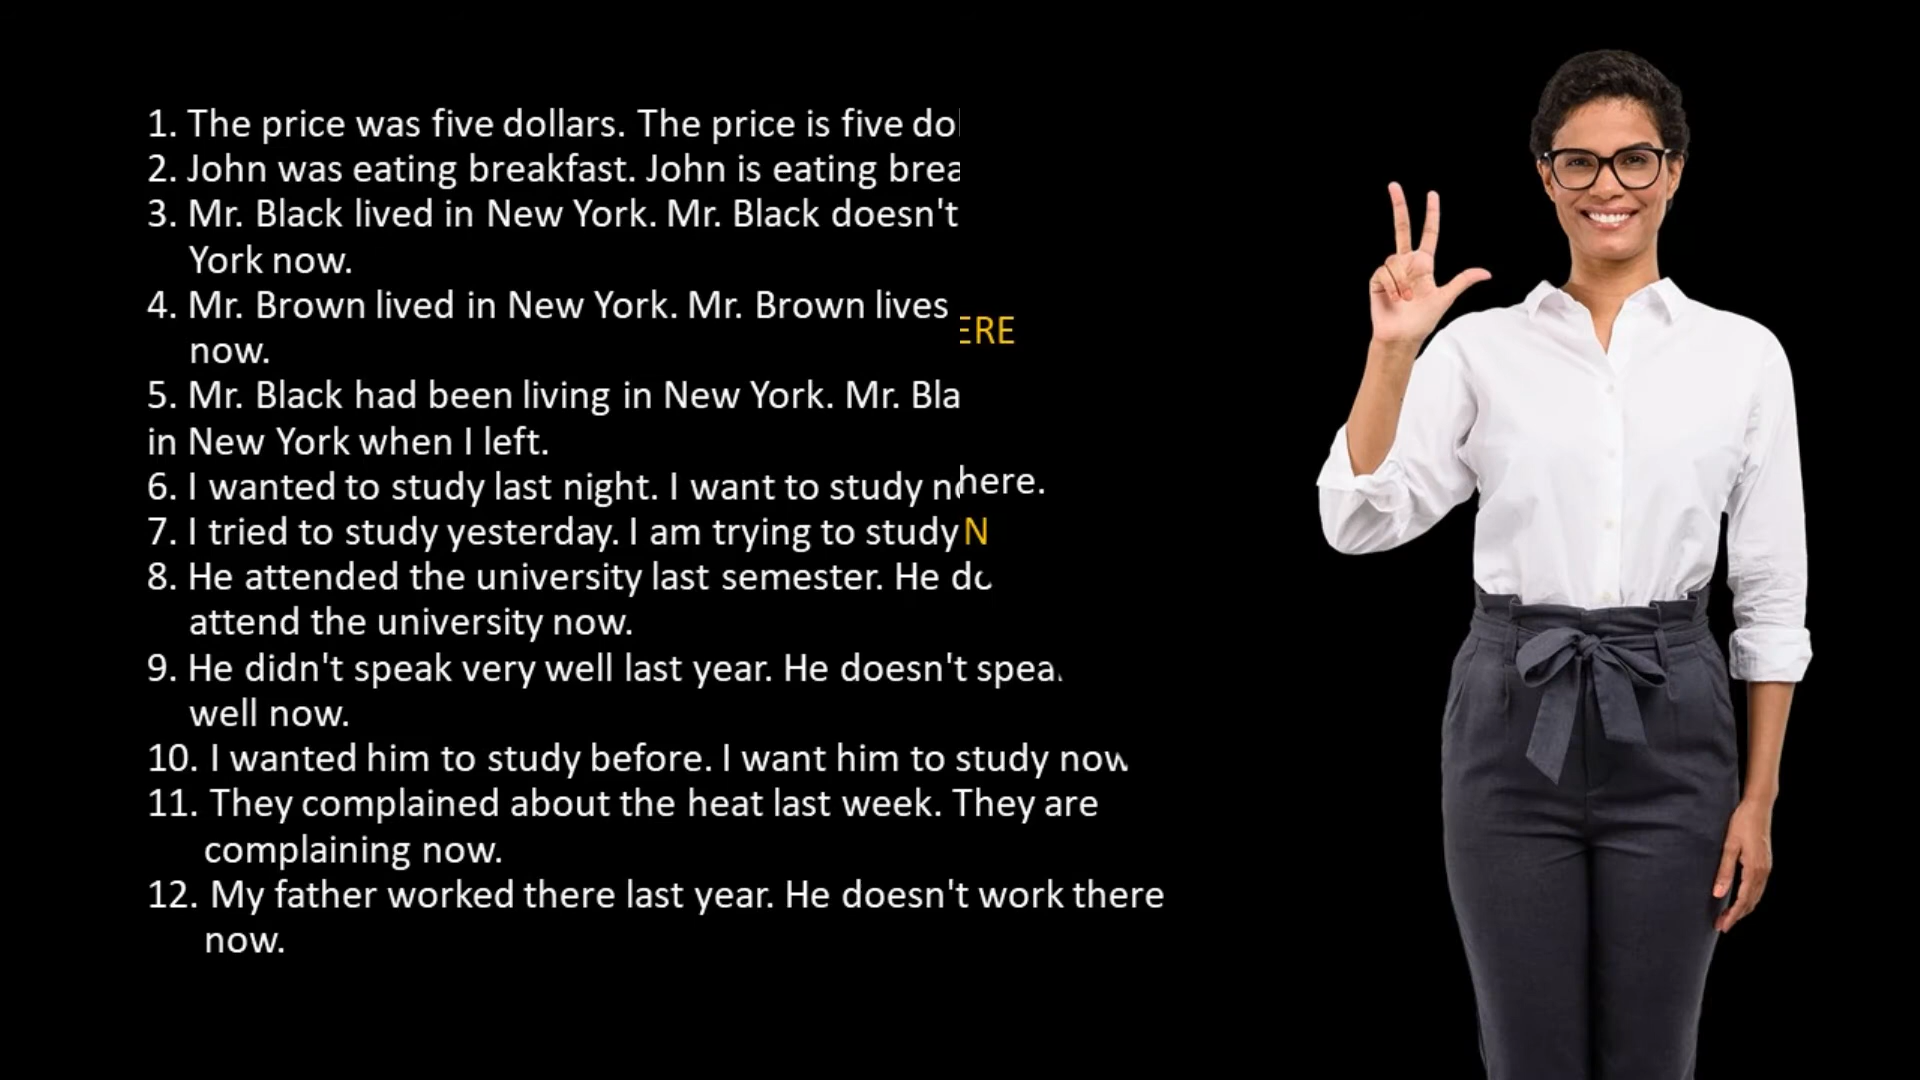 1. The price was five dollars. The price is five
2. John was eating breakfast. John is eating
3. Mr. Black lived in New York. Mr. Black doesn't
York now.
4. Mr. Brown lived in New York. Mr. Brown lives
now.
5. Mr. Black had been living in New York. Mr.
in New York when I left.
6. I wanted to study last night. I want to study
here.
7. I tried to study yesterday. I am trying to study
8. He attended the university last semester. He
attend the university now.
9. He didn't speak very well last year. He doesn't
well now.
10. I wanted him to study before. I want him to study now
11. They complained about the heat last week. They are
complaining now.
12. My father worked there last year. He doesn't work there
now.